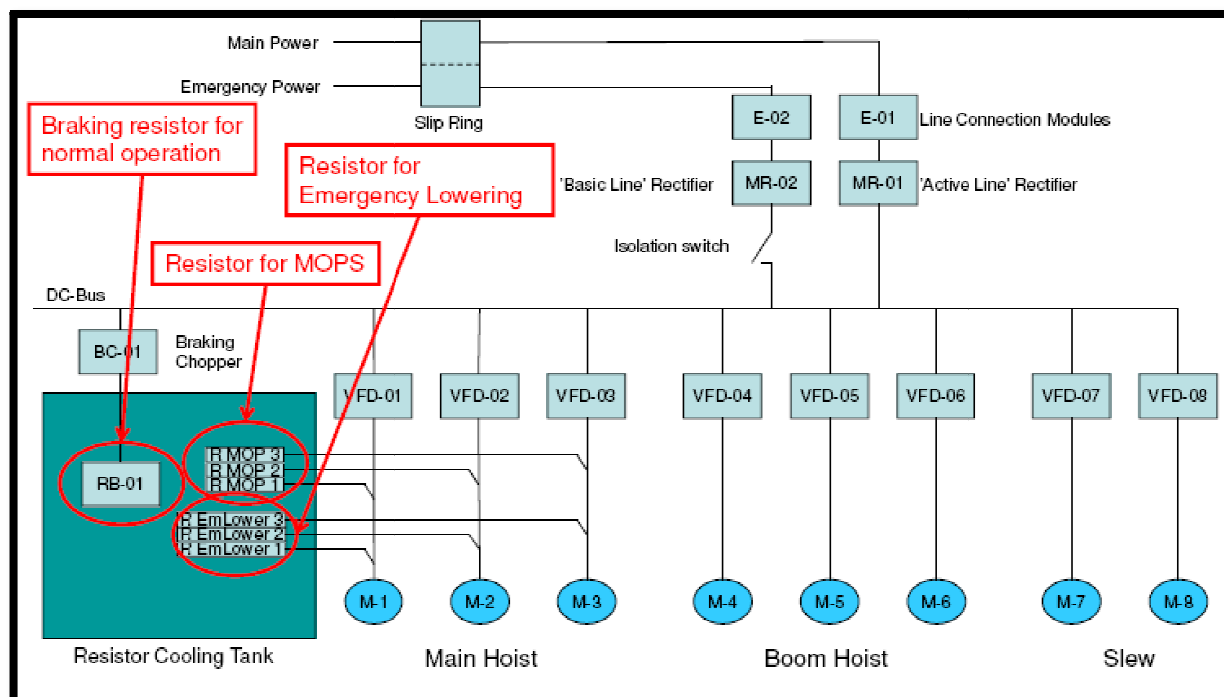 Main Power
Emergency Power
Slip Ring
Braking resistor for
normal operation
Resistor for
Emergency Lowering
E-02
E-01
Line Connection Modules
'Basic Line' Rectifier
MR-02
MR-01
'Active Line' Rectifier
Isolation switch
Resistor for MOPS
DC-Bus
BC-01
Braking
Chopper
VFD-01
VFD-02
VFD-03
VFD-04
VFD-05
VFD-06
VFD-07
VFD-08
RB-01
R MOP 3
R MOP 2
R MOP 1
R EmLower 3
R EmLower 2
R EmLower 1
M-1
M-2
M-3
M-4
M-5
M-6
M-7
M-8
Resistor Cooling Tank
Main Hoist
Boom Hoist
Slew